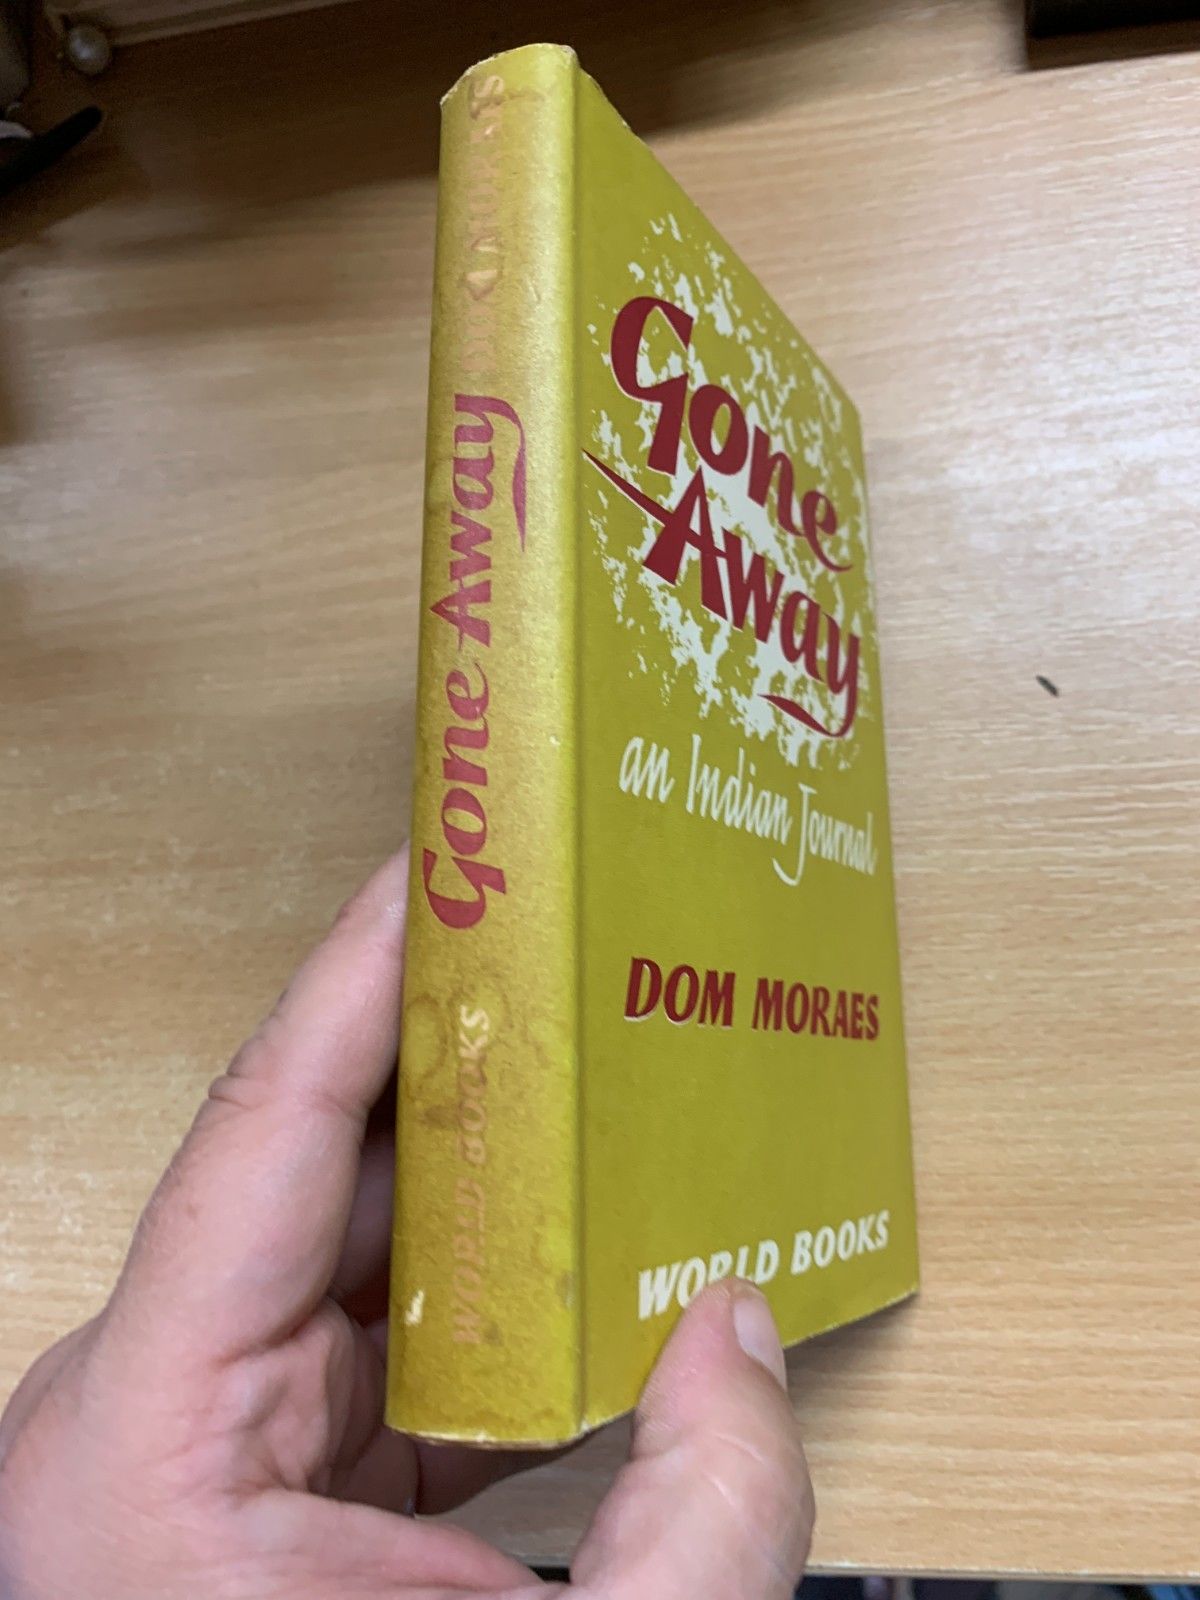 Gone
Away
an Indian Journal
DOM MORAES
WORLD BOOKS
DOM MORAES
Gone Away
WORLD BOOKS